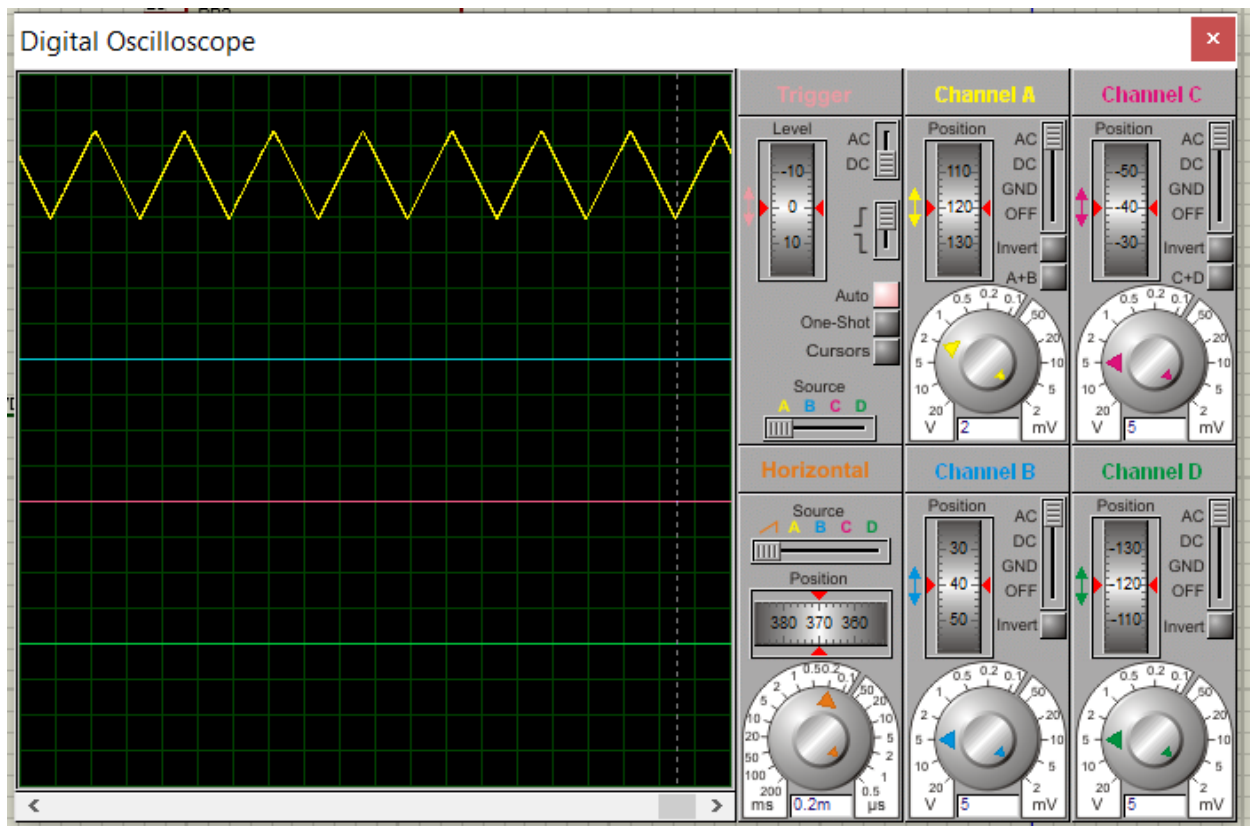 Digital Oscilloscope
Trigger
Level
AC
DC
-10
0
10
Auto
One-Shot
Cursors
Source
A B C D
Channel A
Position
AC
DC
GND
OFF
110
120
130
Invert
A+B
0.5 0.2 0.1
1 50
2 20
5 10
10 5
20 2
V 2 mV
Channel C
Position
AC
DC
GND
OFF
-50
-40
-30
Invert
C+D
0.5 0.2 0.1
1 50
2 20
5 10
10 5
20 2
V 5 mV
Horizontal
Source
A B C D
Position
380 370 360
1 0.5 0.2 0.1
2 50
5 20
10 10
20 5
50 2
100 1
200 0.5
ms 0.2m µs
Channel B
Position
AC
DC
GND
OFF
30
40
50
Invert
0.5 0.2 0.1
1 50
2 20
5 10
10 5
20 2
V 5 mV
Channel D
Position
AC
DC
GND
OFF
-130
-120
-110
Invert
0.5 0.2 0.1
1 50
2 20
5 10
10 5
20 2
V 5 mV